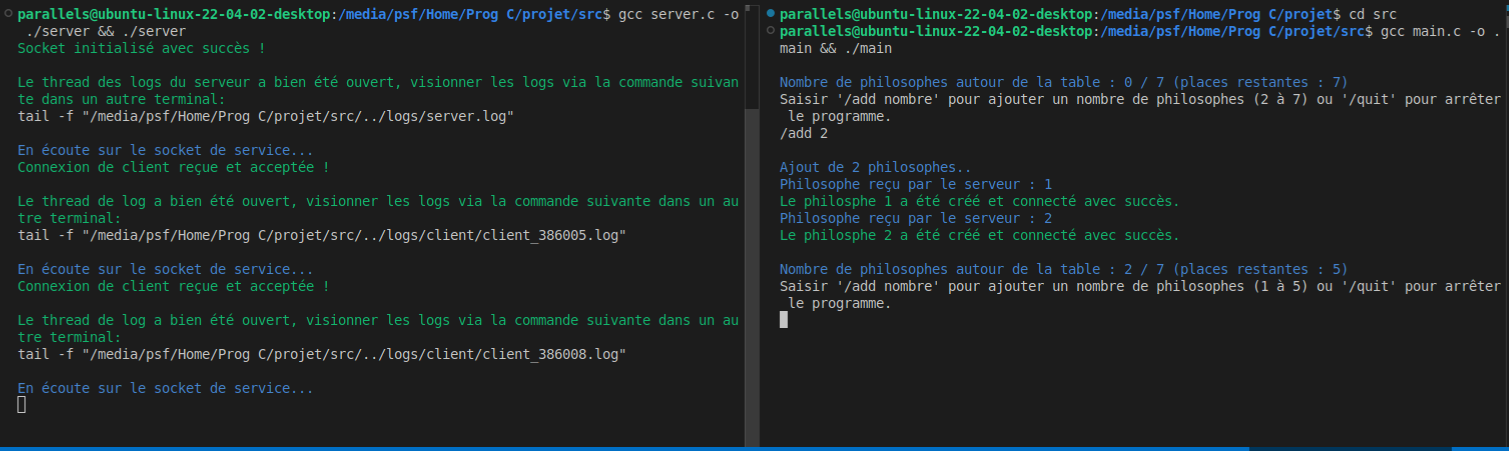 parallels@ubuntu-linux-22-04-02-desktop:/media/psf/Home/Prog C/projet/src$ gcc server.c -o
 ./server && ./server
Socket initialisé avec succès !
Le thread des logs du serveur a bien été ouvert, visionner les logs via la commande suivan
te dans un autre terminal:
tail -f "/media/psf/Home/Prog C/projet/src/../logs/server.log"
En écoute sur le socket de service...
Connexion de client reçue et acceptée !
Le thread de log a bien été ouvert, visionner les logs via la commande suivante dans un au
tre terminal:
tail -f "/media/psf/Home/Prog C/projet/src/../logs/client/client_386005.log"
En écoute sur le socket de service...
Connexion de client reçue et acceptée !
Le thread de log a bien été ouvert, visionner les logs via la commande suivante dans un au
tre terminal:
tail -f "/media/psf/Home/Prog C/projet/src/../logs/client/client_386008.log"
En écoute sur le socket de service...
parallels@ubuntu-linux-22-04-02-desktop:/media/psf/Home/Prog C/projet$ cd src
parallels@ubuntu-linux-22-04-02-desktop:/media/psf/Home/Prog C/projet/src$ gcc main.c -o .
main && ./main
Nombre de philosophes autour de la table : 0 / 7 (places restantes : 7)
Saisir '/add nombre' pour ajouter un nombre de philosophes (2 à 7) ou '/quit' pour arrêter
 le programme.
/add 2
Ajout de 2 philosophes..
Philosophe reçu par le serveur : 1
Le philosphe 1 a été créé et connecté avec succès.
Philosophe reçu par le serveur : 2
Le philosphe 2 a été créé et connecté avec succès.
Nombre de philosophes autour de la table : 2 / 7 (places restantes : 5)
Saisir '/add nombre' pour ajouter un nombre de philosophes (1 à 5) ou '/quit' pour arrêter
 le programme.